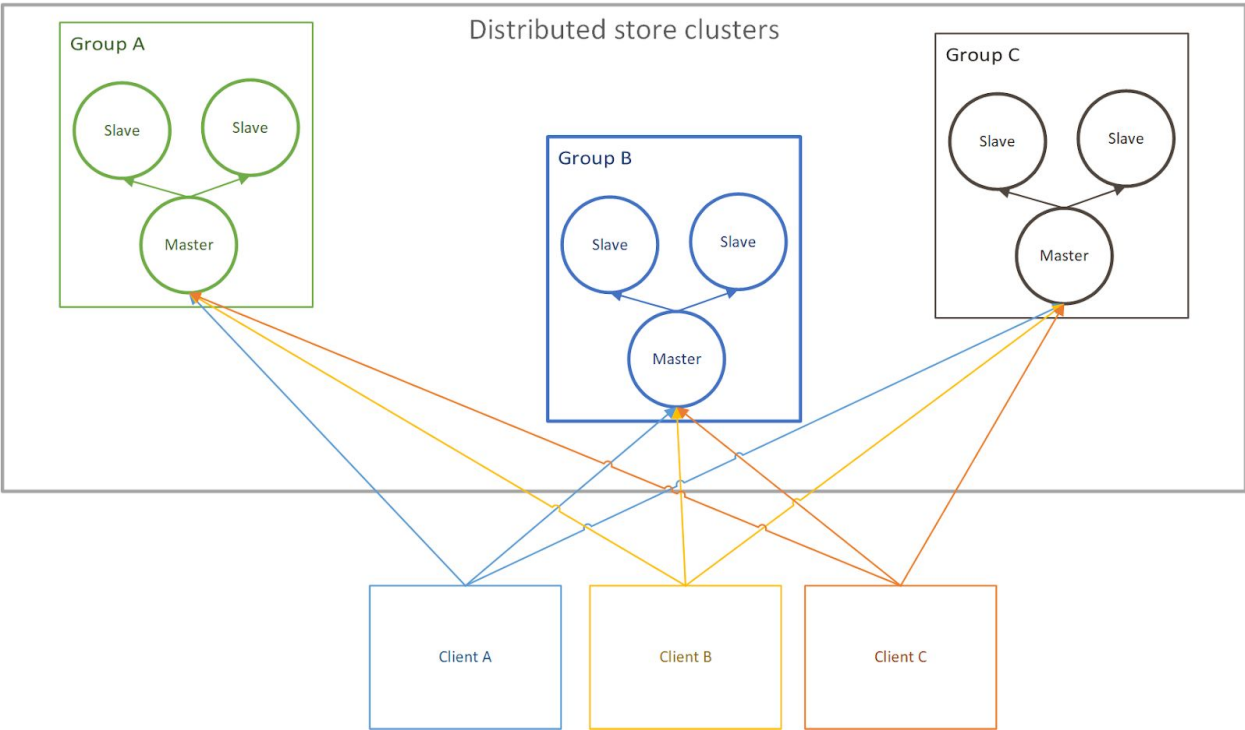 Distributed store clusters
Group A
Slave
Slave
Master
Group B
Slave
Slave
Master
Group C
Slave
Slave
Master
Client A
Client B
Client C